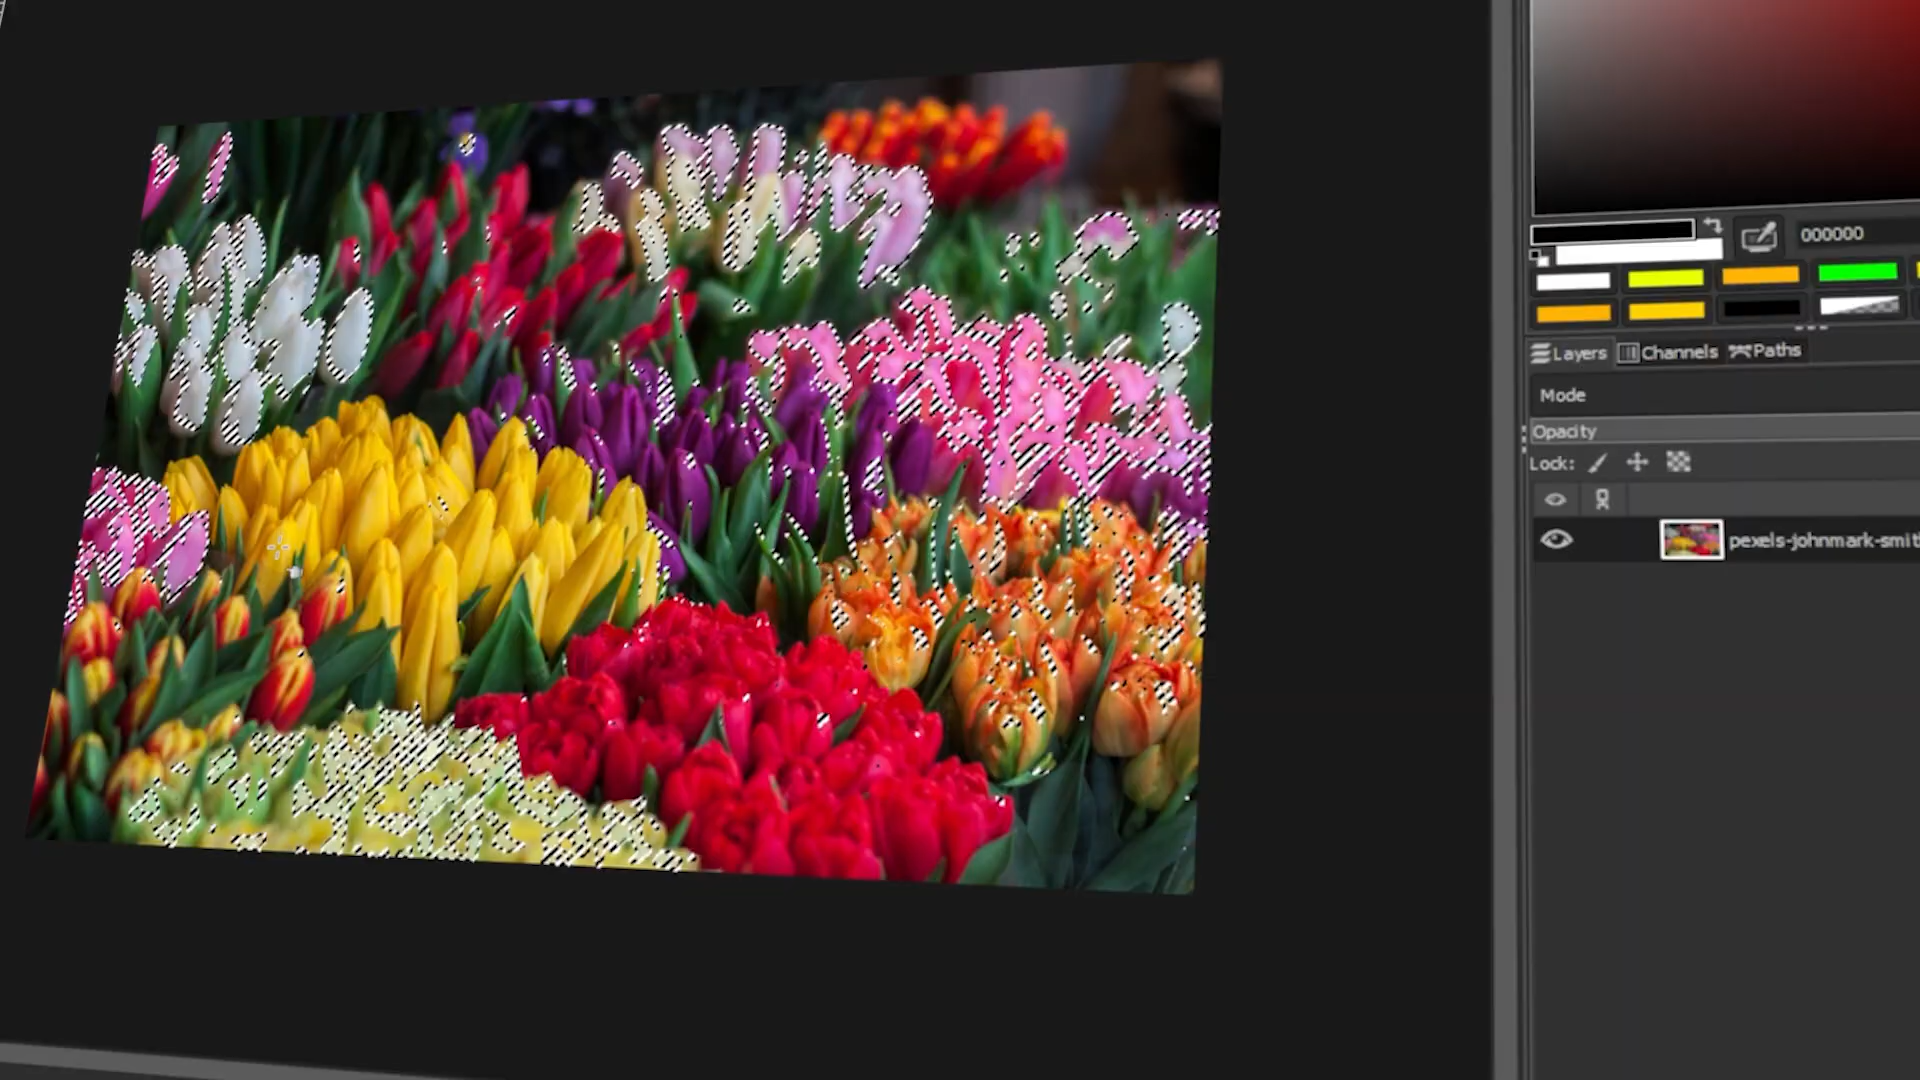 000000
Layers Channels Paths
Mode
Opacity
Lock:
pexels-johnmark-smit